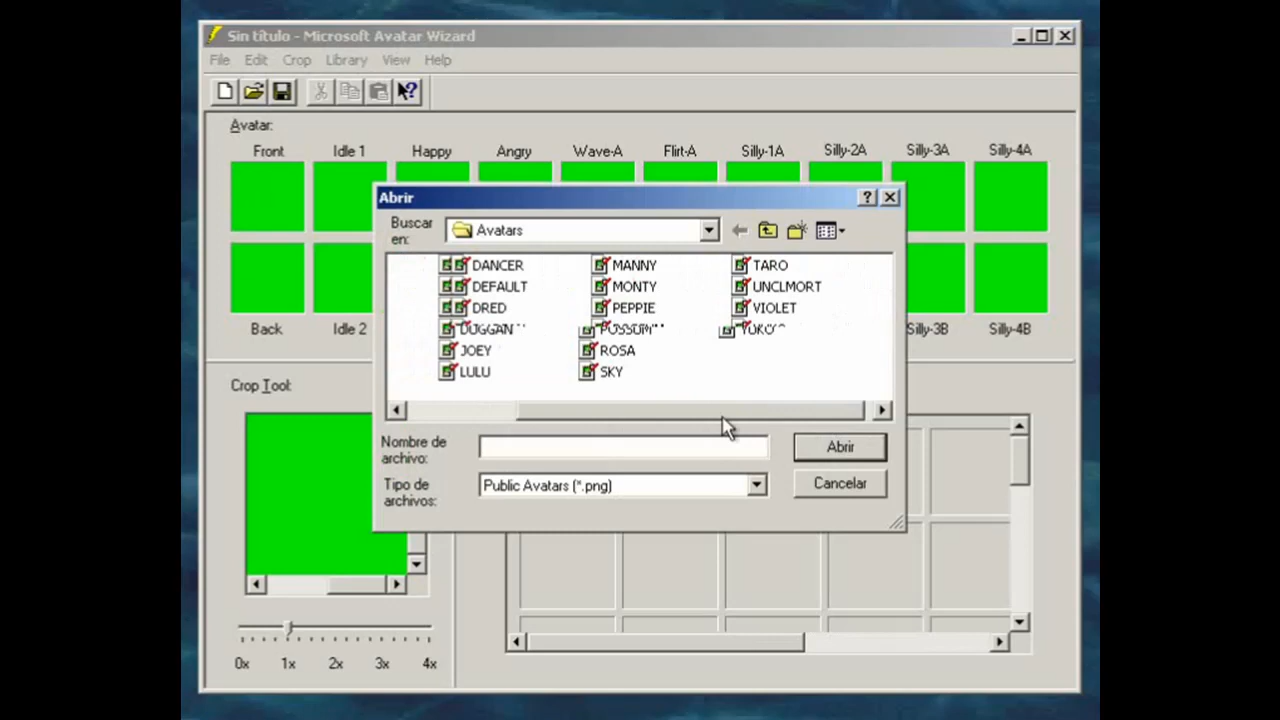 Sin título - Microsoft Avatar Wizard
File Edit Crop Library View Help
Avatar:
Front Idle 1 Happy Angry Wave-A Flirt-A Silly-1A Silly-2A Silly-3A Silly-4A
Abrir
Buscar en: Avatars
DANCER MANNY TARO
DEFAULT MONTY UNCLMORT
DRED PEPPIE VIOLET
DUGGAN POSSUM YOKO
JOEY ROSA
LULU SKY
Nombre de archivo: Abrir
Tipo de archivos: Public Avatars (*.png) Cancelar
Back Idle 2 Silly-3B Silly-4B
Crop Tool:
0x 1x 2x 3x 4x